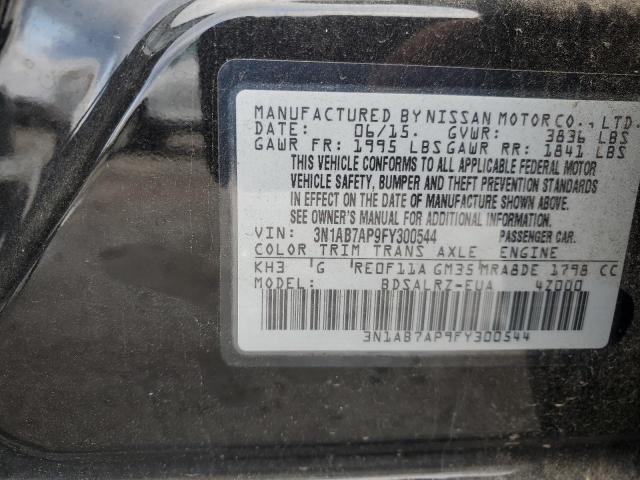 MANUFACTURED BY NISSAN MOTOR CO., LTD.
DATE: 06/15. GVWR: 3836 LBS
GAWR FR: 1995 LBS GAWR RR: 1841 LBS
THIS VEHICLE CONFORMS TO ALL APPLICABLE FEDERAL MOTOR
VEHICLE SAFETY, BUMPER AND THEFT PREVENTION STANDARDS
IN EFFECT ON THE DATE OF MANUFACTURE SHOWN ABOVE.
SEE OWNER'S MANUAL FOR ADDITIONAL INFORMATION.
VIN: 3N1AB7AP9FY300544 PASSENGER CAR.
COLOR TRIM TRANS AXLE ENGINE
KH3 G RE0F11A GM35 MRA8DE 1798 CC
MODEL: BDSALRZ-EUA 4Z000
3N1AB7AP9FY300544